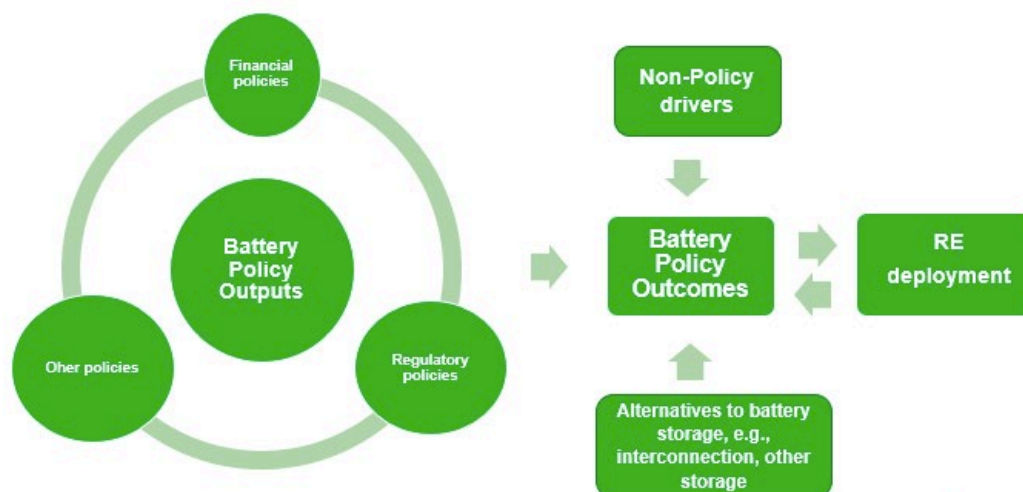 Financial
policies
Battery
Policy
Outputs
Oher policies
Regulatory
policies
Non-Policy
drivers
Battery
Policy
Outcomes
RE
deployment
Alternatives to battery
storage, e.g.,
interconnection, other
storage